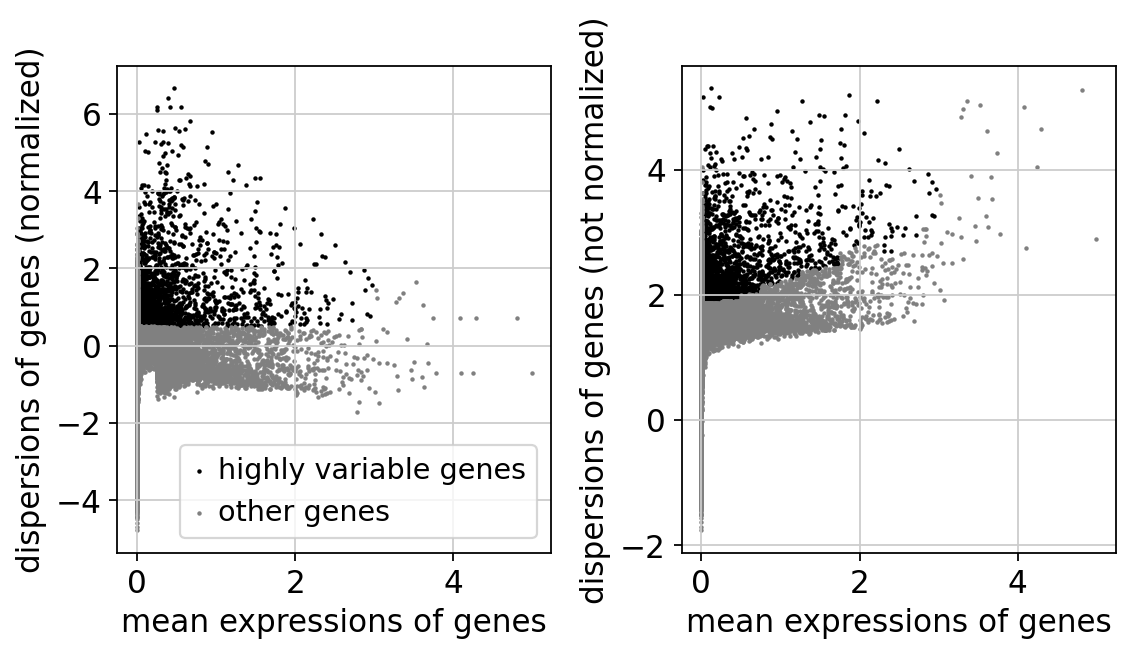 dispersions of genes (normalized)
6
4
2
0
−2
−4
highly variable genes
other genes
0 2 4
mean expressions of genes
dispersions of genes (not normalized)
4
2
0
−2
0 2 4
mean expressions of genes